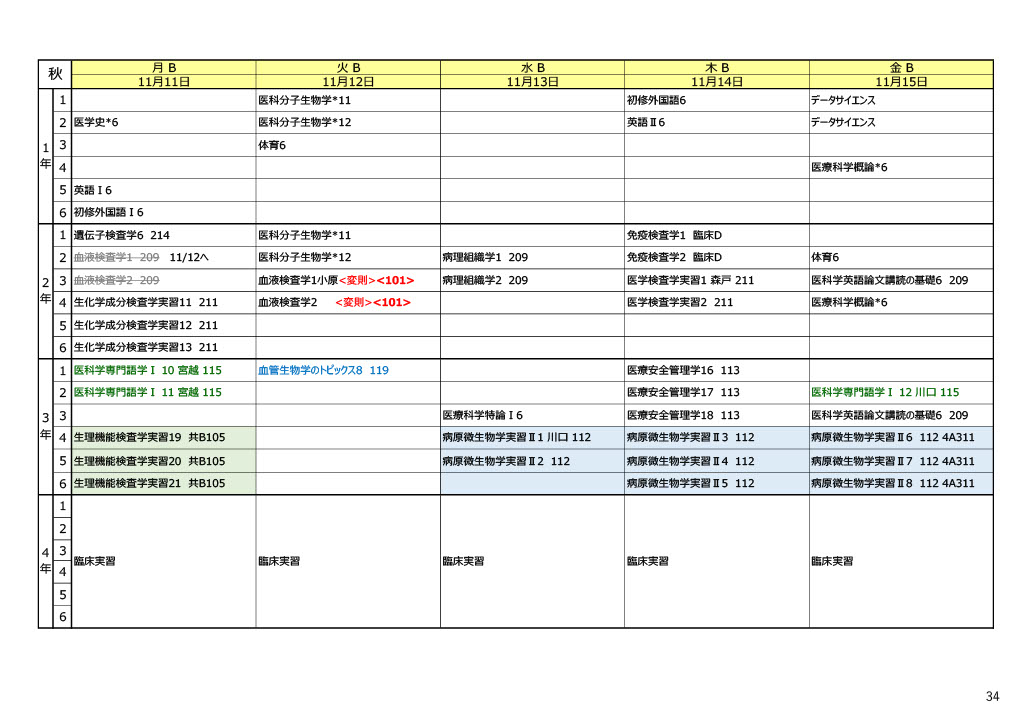 秋 月 B 火 B 水 B 木 B 金 B
11月11日 11月12日 11月13日 11月14日 11月15日
1年
1 医科分子生物学*11 初修外国語6 データサイエンス
2 医学史*6 医科分子生物学*12 英語Ⅱ6 データサイエンス
3 体育6
4 医療科学概論*6
5 英語Ⅰ6
6 初修外国語Ⅰ6
2年
1 遺伝子検査学6 214 医科分子生物学*11 免疫検査学1 臨床D
2 血液検査学1 209 11/12へ 医科分子生物学*12 病理組織学1 209 免疫検査学2 臨床D 体育6
3 血液検査学2 209 血液検査学1小原<変則><101> 病理組織学2 209 医学検査学実習1 森戸 211 医科学英語論文講読の基礎6 209
4 生化学成分検査学実習11 211 血液検査学2 <変則><101> 医学検査学実習2 211 医療科学概論*6
5 生化学成分検査学実習12 211
6 生化学成分検査学実習13 211
3年
1 医科学専門語学Ⅰ 10 宮越 115 血管生物学のトピックス8 119 医療安全管理学16 113
2 医科学専門語学Ⅰ 11 宮越 115 医療安全管理学17 113 医科学専門語学Ⅰ 12 川口 115
3 医療科学特論Ⅰ6 医療安全管理学18 113 医科学英語論文講読の基礎6 209
4 生理機能検査学実習19 共B105 病原微生物学実習Ⅱ1 川口 112 病原微生物学実習Ⅱ3 112 病原微生物学実習Ⅱ6 112 4A311
5 生理機能検査学実習20 共B105 病原微生物学実習Ⅱ2 112 病原微生物学実習Ⅱ4 112 病原微生物学実習Ⅱ7 112 4A311
6 生理機能検査学実習21 共B105 病原微生物学実習Ⅱ5 112 病原微生物学実習Ⅱ8 112 4A311
4年
1
2
3
臨床実習 臨床実習 臨床実習 臨床実習 臨床実習
4
5
6
34